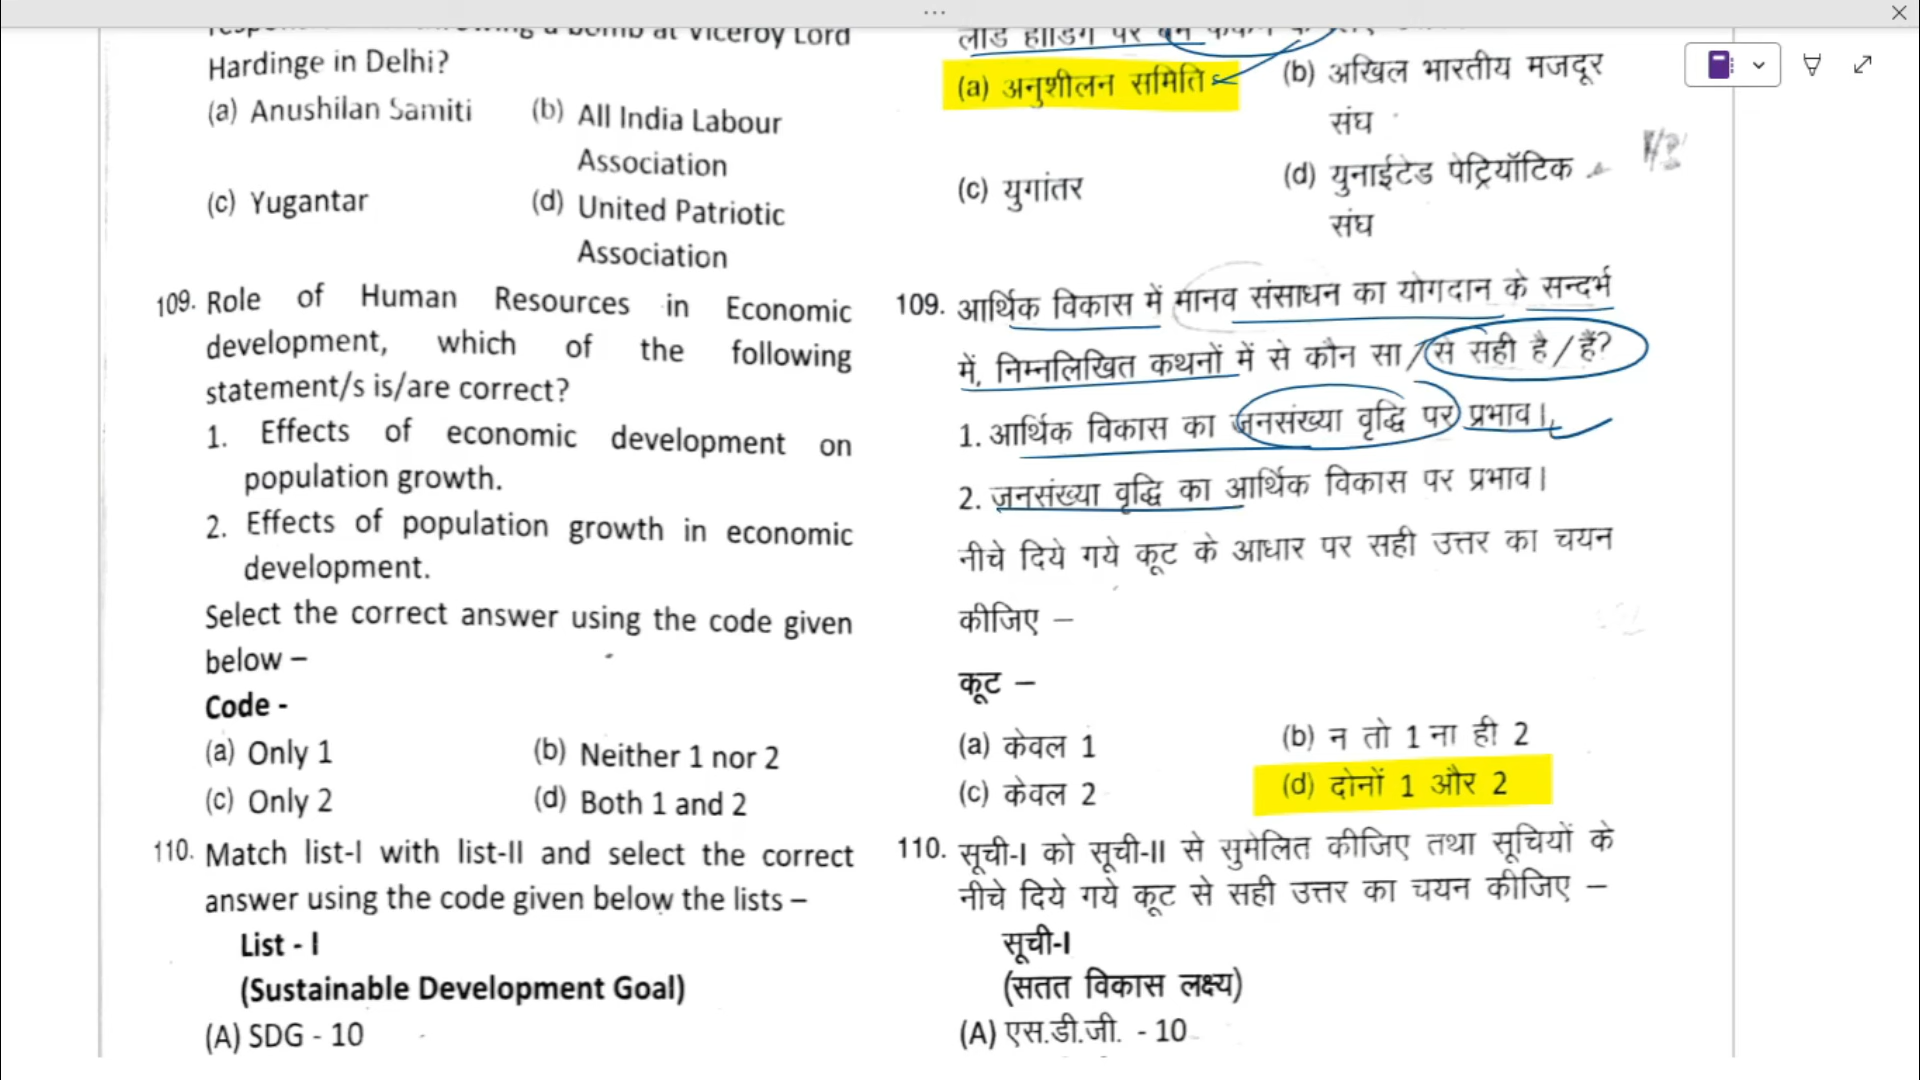 a bomb at Viceroy Lord
Hardinge in Delhi?
(a) Anushilan Samiti (b) All India Labour
Association
(c) Yugantar (d) United Patriotic
Association
109. Role of Human Resources in Economic
development, which of the following
statement/s is/are correct?
1. Effects of economic development on
population growth.
2. Effects of population growth in economic
development.
Select the correct answer using the code given
below –
Code -
(a) Only 1 (b) Neither 1 nor 2
(c) Only 2 (d) Both 1 and 2
110. Match list-I with list-II and select the correct
answer using the code given below the lists –
List - I
(Sustainable Development Goal)
(A) SDG - 10
लॉर्ड हार्डिंग पर बम
(a) अनुशीलन समिति (b) अखिल भारतीय मजदूर
संघ
(c) युगांतर (d) युनाईटेड पेट्रियॉटिक
संघ
109. आर्थिक विकास में मानव संसाधन का योगदान के सन्दर्भ
में, निम्नलिखित कथनों में से कौन सा / से सही है / हैं?
1. आर्थिक विकास का जनसंख्या वृद्धि पर प्रभाव।
2. जनसंख्या वृद्धि का आर्थिक विकास पर प्रभाव।
नीचे दिये गये कूट के आधार पर सही उत्तर का चयन
कीजिए –
कूट –
(a) केवल 1 (b) न तो 1 ना ही 2
(c) केवल 2 (d) दोनों 1 और 2
110. सूची-I को सूची-II से सुमेलित कीजिए तथा सूचियों के
नीचे दिये गये कूट से सही उत्तर का चयन कीजिए –
सूची-I
(सतत विकास लक्ष्य)
(A) एस.डी.जी. - 10